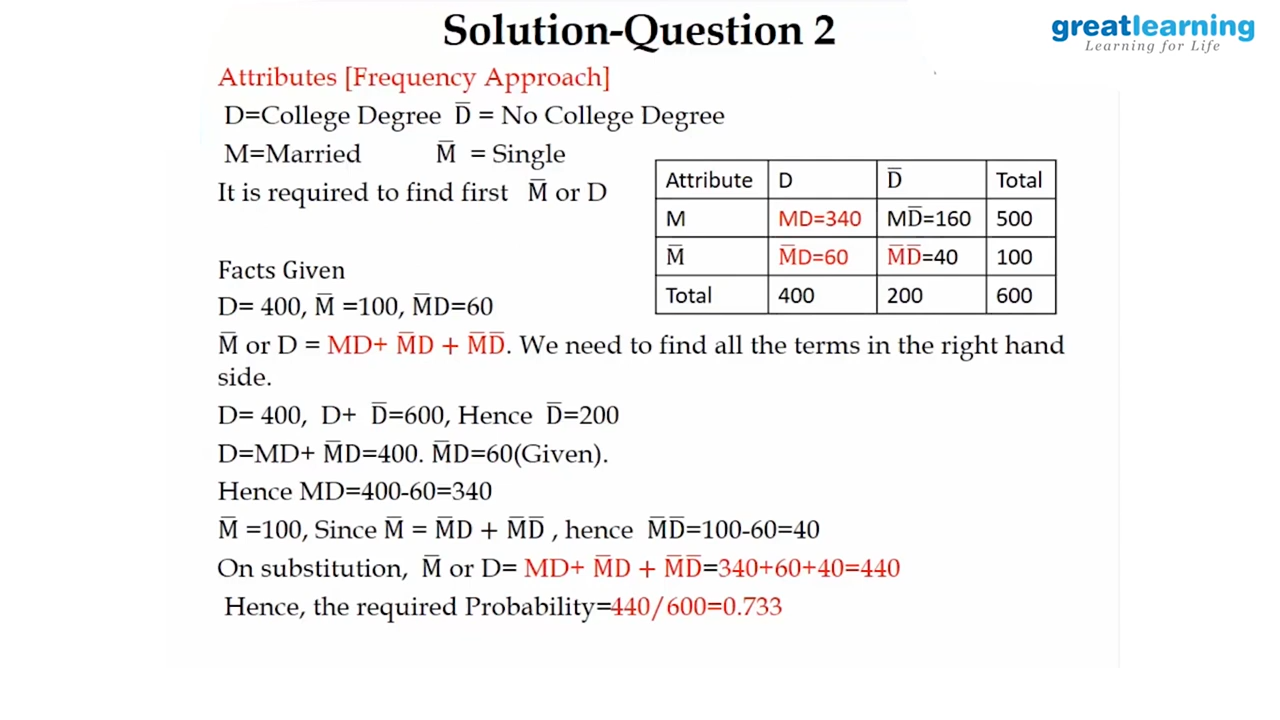 Solution-Question 2
greatlearning
Learning for Life
Attributes [Frequency Approach]
D=College Degree D̅ = No College Degree
M=Married M̅ = Single
It is required to find first M̅ or D
Attribute D D̅ Total
M MD=340 MD̅=160 500
M̅ M̅D=60 M̅D̅=40 100
Total 400 200 600
Facts Given
D= 400, M̅ =100, M̅D=60
M̅ or D = MD+ M̅D + M̅D̅. We need to find all the terms in the right hand
side.
D= 400, D+ D̅=600, Hence D̅=200
D=MD+ M̅D=400. M̅D=60(Given).
Hence MD=400-60=340
M̅ =100, Since M̅ = M̅D + M̅D̅ , hence M̅D̅=100-60=40
On substitution, M̅ or D= MD+ M̅D + M̅D̅=340+60+40=440
Hence, the required Probability=440/600=0.733